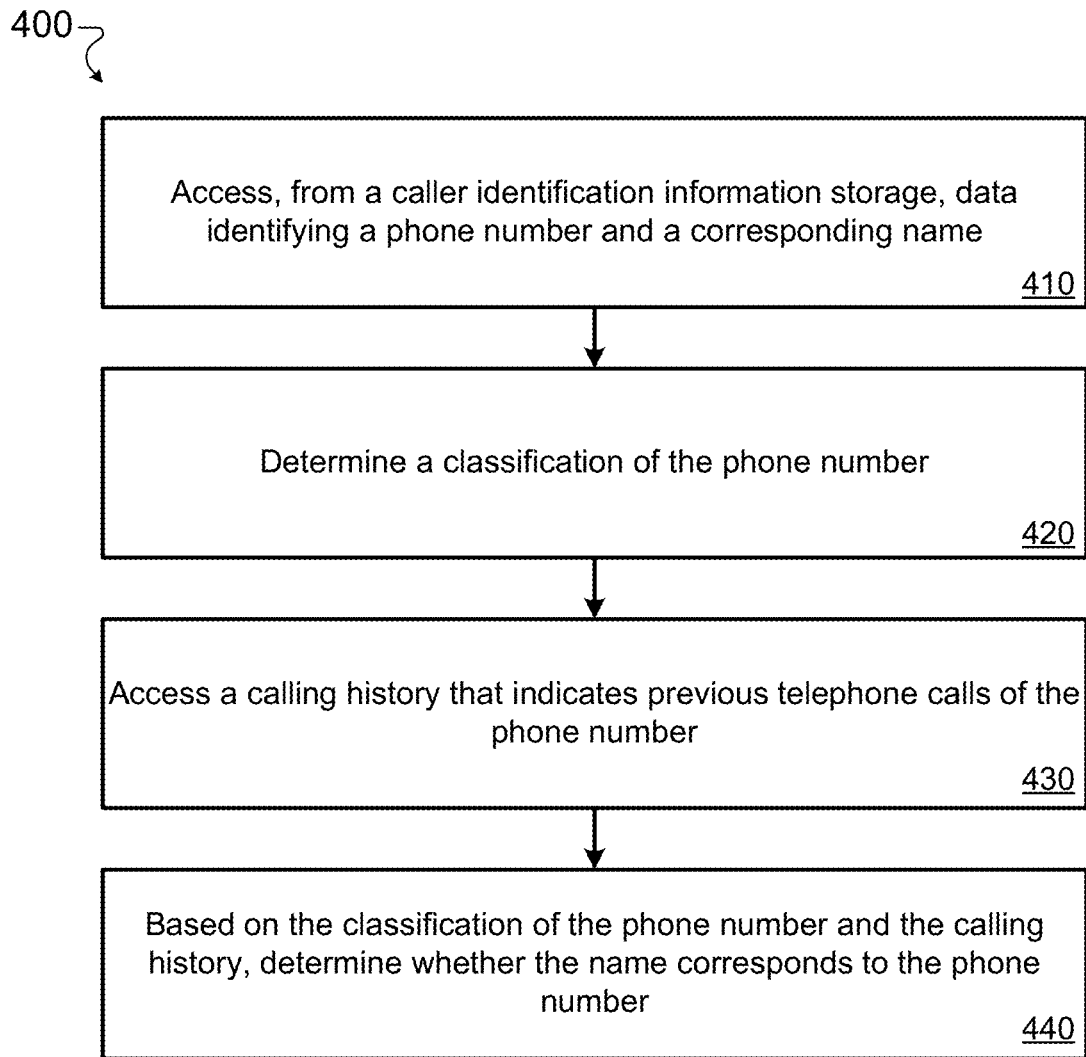 400
Access, from a caller identification information storage, data
identifying a phone number and a corresponding name
410
Determine a classification of the phone number
420
Access a calling history that indicates previous telephone calls of the
phone number
430
Based on the classification of the phone number and the calling
history, determine whether the name corresponds to the phone
number
440